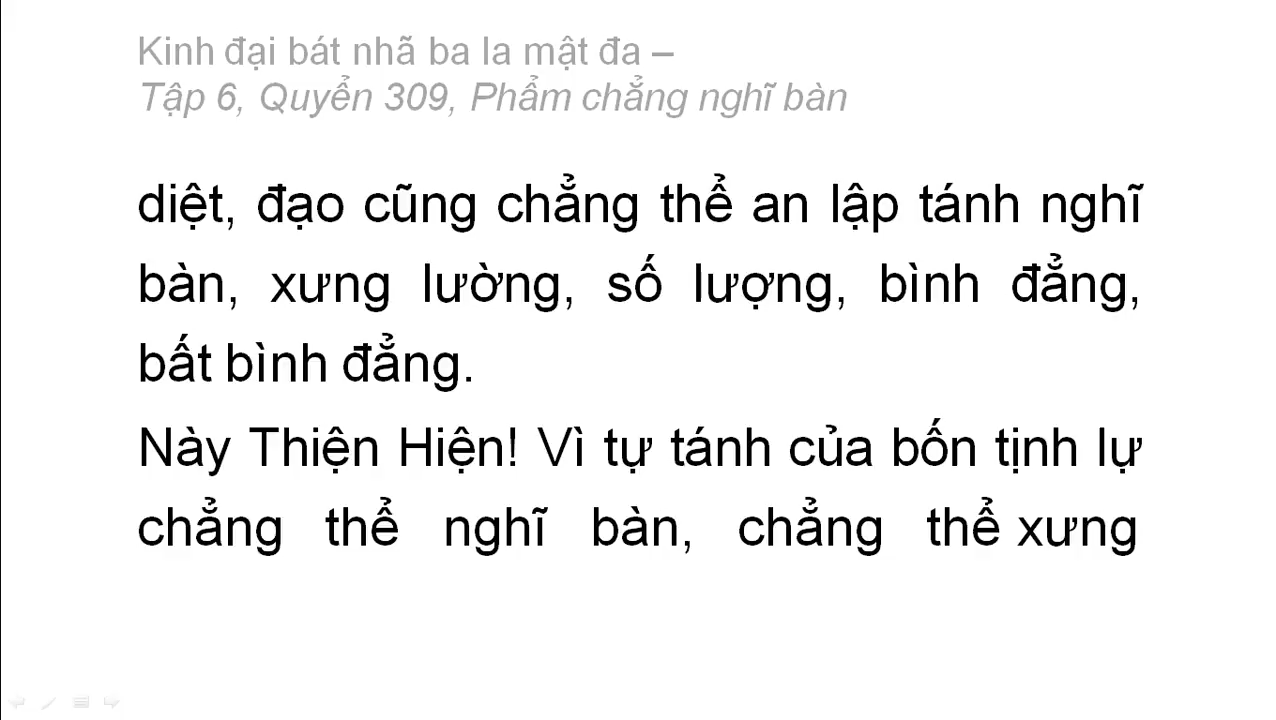 Kinh đại bát nhã ba la mật đa –
Tập 6, Quyển 309, Phẩm chẳng nghĩ bàn
diệt, đạo cũng chẳng thể an lập tánh nghĩ
bàn, xưng lường, số lượng, bình đẳng,
bất bình đẳng.
Này Thiện Hiện! Vì tự tánh của bốn tịnh lự
chẳng thể nghĩ bàn, chẳng thể xưng